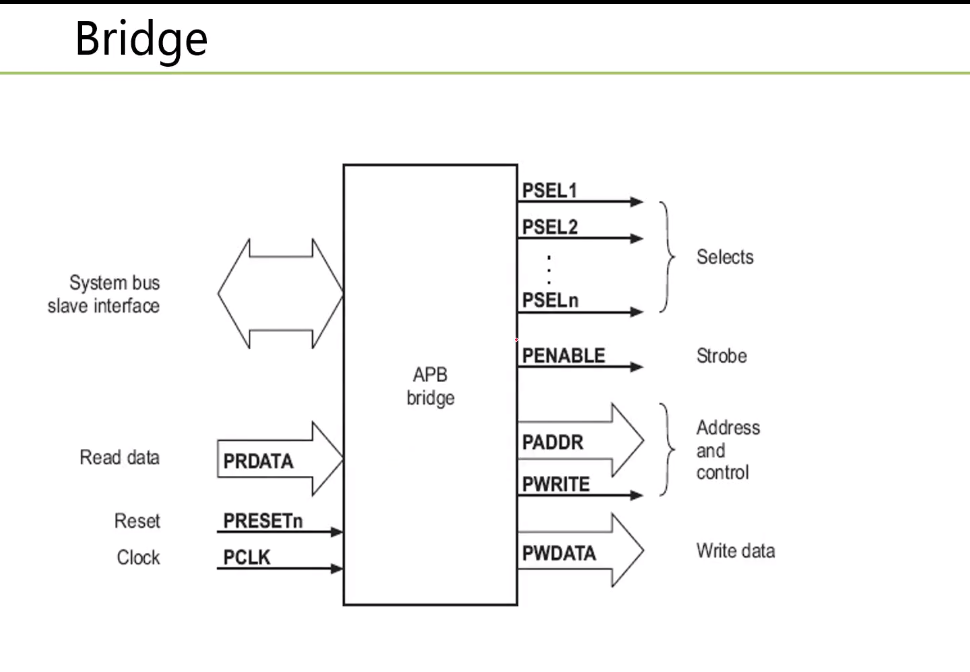 Bridge
System bus
slave interface
Read data
PRDATA
Reset
PRESETn
Clock
PCLK
APB
bridge
PSEL1
PSEL2
PSELn
Selects
PENABLE
Strobe
PADDR
PWRITE
Address
and
control
PWDATA
Write data